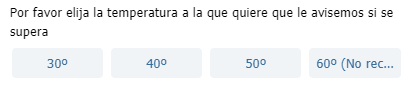 Por favor elija la temperatura a la que quiere que le avisemos si se
supera
30º
40º
50º
60º (No rec...